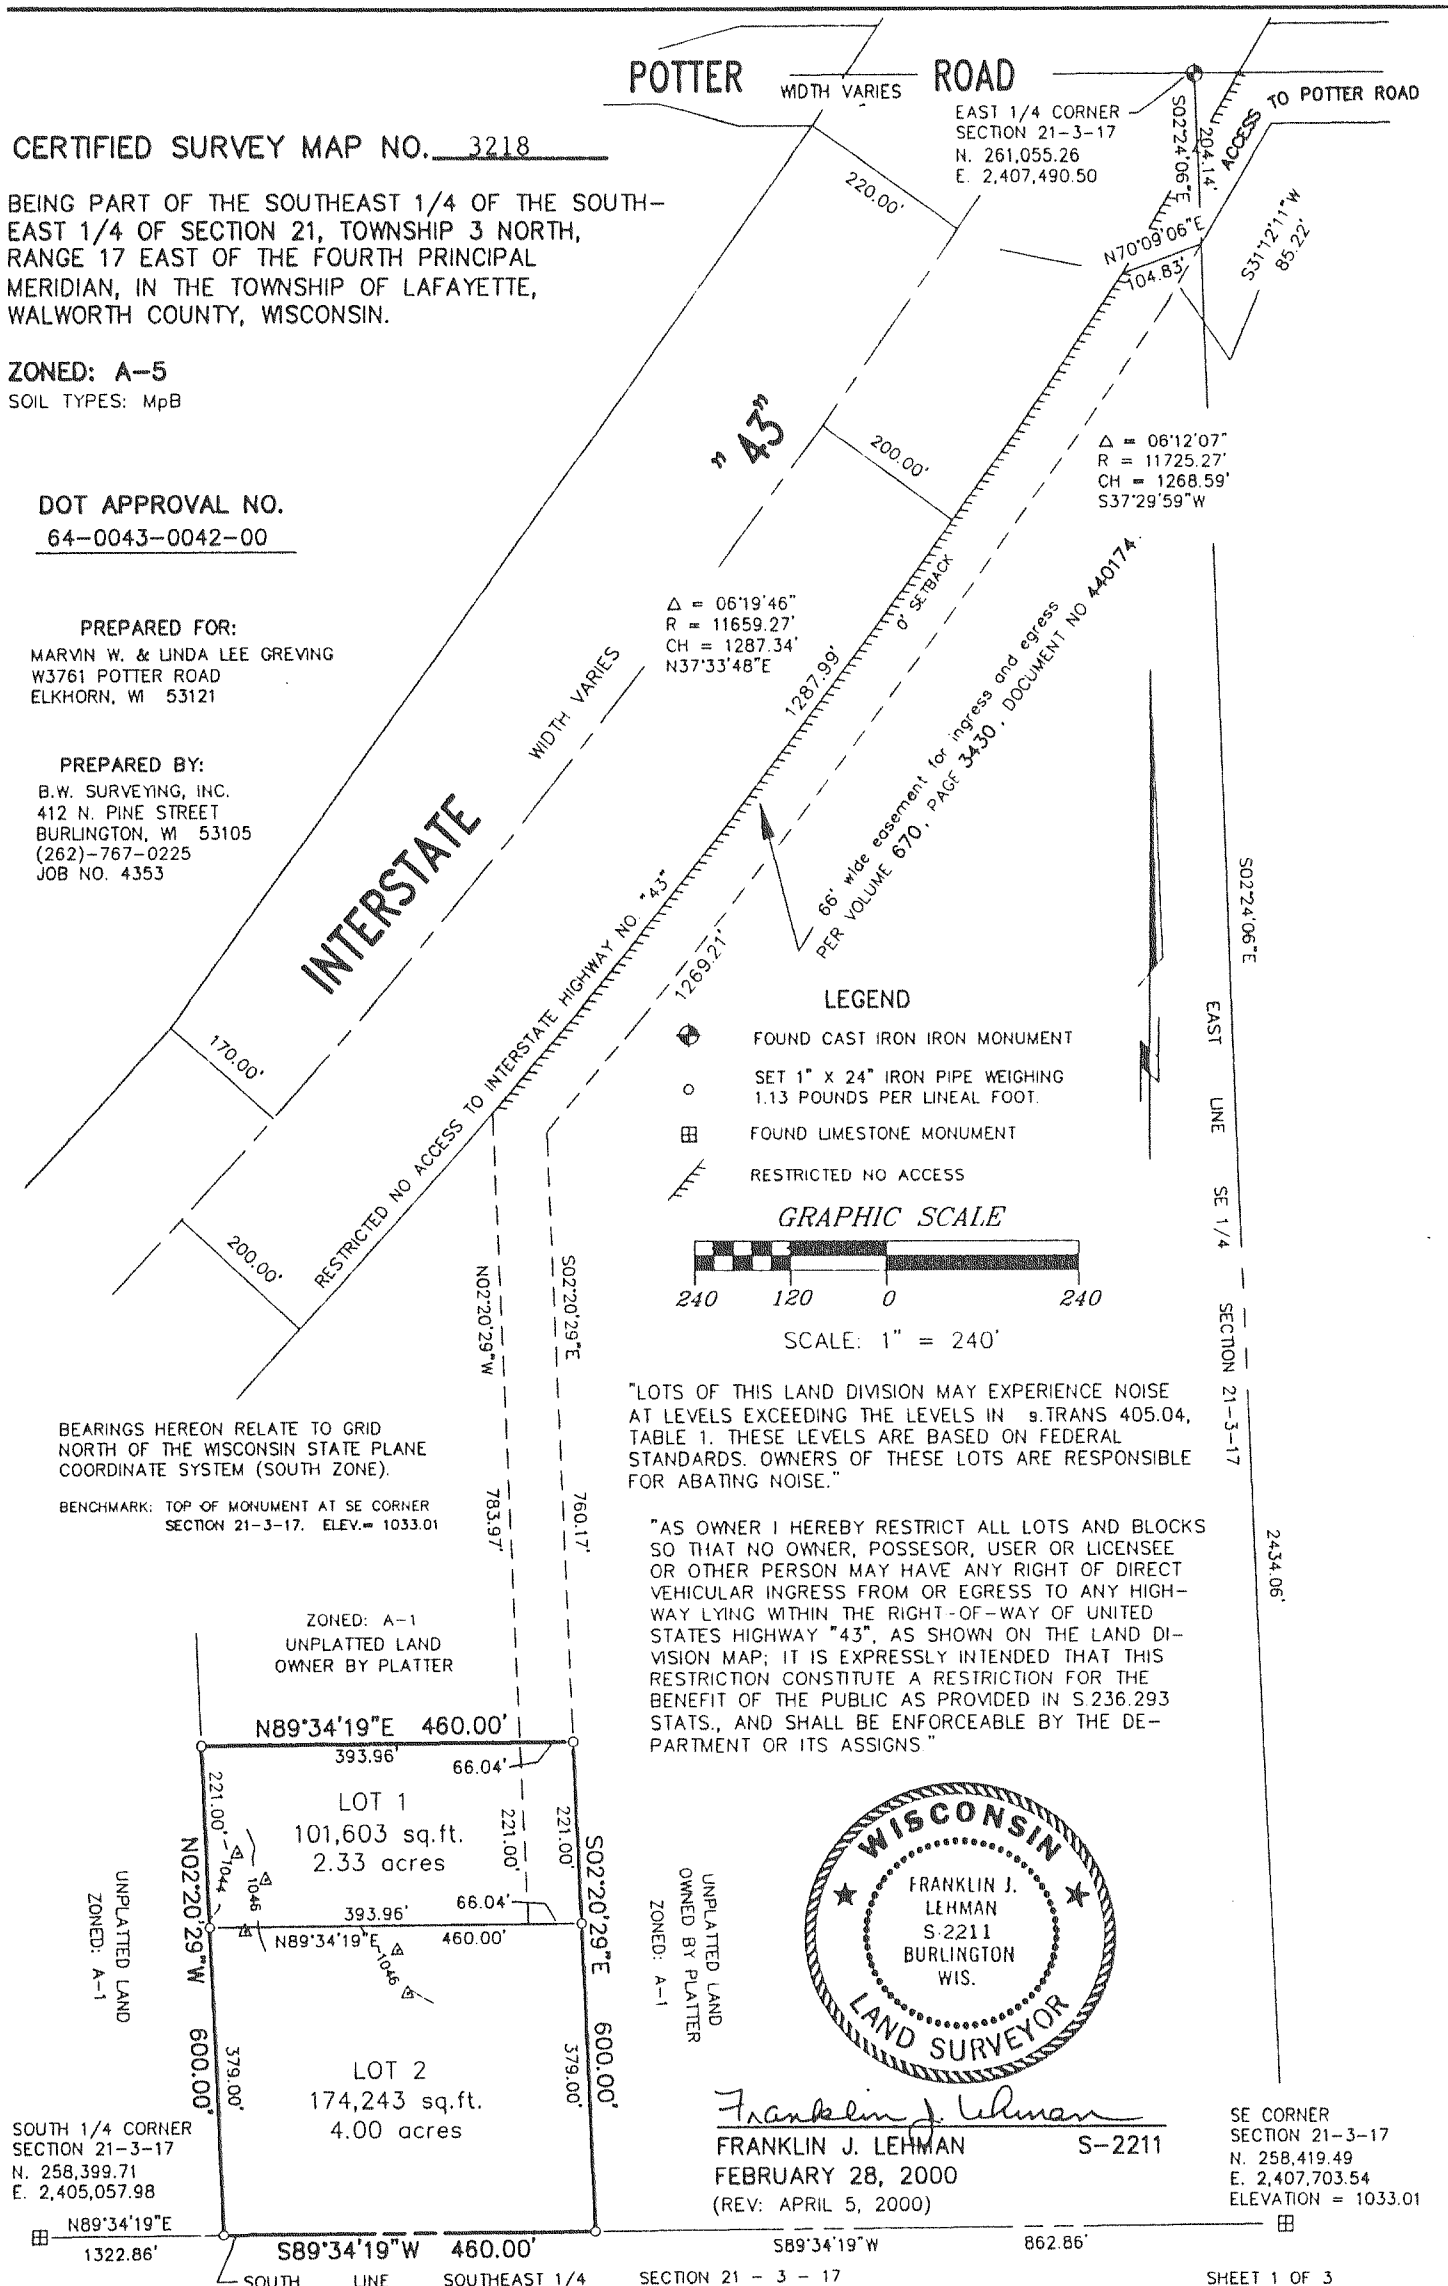 POTTER ROAD
WIDTH VARIES
EAST 1/4 CORNER
SECTION 21-3-17
N. 261,055.26
E. 2,407,490.50
S02°24'06"E
204.14'
ACCESS TO POTTER ROAD
CERTIFIED SURVEY MAP NO. 3218
BEING PART OF THE SOUTHEAST 1/4 OF THE SOUTH-
EAST 1/4 OF SECTION 21, TOWNSHIP 3 NORTH,
RANGE 17 EAST OF THE FOURTH PRINCIPAL
MERIDIAN, IN THE TOWNSHIP OF LAFAYETTE,
WALWORTH COUNTY, WISCONSIN.
220.00'
N70°09'06"E
104.83'
S31°12'11"W
85.22'
ZONED: A-5
SOIL TYPES: MpB
"43"
200.00'
Δ = 06°12'07"
R = 11725.27'
CH = 1268.59'
S37°29'59"W
DOT APPROVAL NO.
64-0043-0042-00
0' SETBACK
Δ = 06°19'46"
R = 11659.27'
CH = 1287.34'
N37°33'48"E
PREPARED FOR:
MARVIN W. & LINDA LEE GREVING
W3761 POTTER ROAD
ELKHORN, WI 53121
WIDTH VARIES
1287.99'
66' wide easement for ingress and egress
PER VOLUME 670, PAGE 3430, DOCUMENT NO 440174.
PREPARED BY:
B.W. SURVEYING, INC.
412 N. PINE STREET
BURLINGTON, WI 53105
(262)-767-0225
JOB NO. 4353
INTERSTATE
RESTRICTED NO ACCESS TO INTERSTATE HIGHWAY NO. "43"
1269.21'
S02°24'06"E
EAST LINE SE 1/4 SECTION 21-3-17
2434.06'
LEGEND
FOUND CAST IRON IRON MONUMENT
SET 1" X 24" IRON PIPE WEIGHING
1.13 POUNDS PER LINEAL FOOT.
FOUND LIMESTONE MONUMENT
RESTRICTED NO ACCESS
170.00'
200.00'
GRAPHIC SCALE
240 120 0 240
SCALE: 1" = 240'
N02°20'29"W
783.97'
S02°20'29"E
760.17'
BEARINGS HEREON RELATE TO GRID
NORTH OF THE WISCONSIN STATE PLANE
COORDINATE SYSTEM (SOUTH ZONE).
BENCHMARK: TOP OF MONUMENT AT SE CORNER
SECTION 21-3-17. ELEV.= 1033.01
"LOTS OF THIS LAND DIVISION MAY EXPERIENCE NOISE
AT LEVELS EXCEEDING THE LEVELS IN s.TRANS 405.04,
TABLE 1. THESE LEVELS ARE BASED ON FEDERAL
STANDARDS. OWNERS OF THESE LOTS ARE RESPONSIBLE
FOR ABATING NOISE."
"AS OWNER I HEREBY RESTRICT ALL LOTS AND BLOCKS
SO THAT NO OWNER, POSSESOR, USER OR LICENSEE
OR OTHER PERSON MAY HAVE ANY RIGHT OF DIRECT
VEHICULAR INGRESS FROM OR EGRESS TO ANY HIGH-
WAY LYING WITHIN THE RIGHT-OF-WAY OF UNITED
STATES HIGHWAY "43", AS SHOWN ON THE LAND DI-
VISION MAP; IT IS EXPRESSLY INTENDED THAT THIS
RESTRICTION CONSTITUTE A RESTRICTION FOR THE
BENEFIT OF THE PUBLIC AS PROVIDED IN S.236.293
STATS., AND SHALL BE ENFORCEABLE BY THE DE-
PARTMENT OR ITS ASSIGNS"
ZONED: A-1
UNPLATTED LAND
OWNER BY PLATTER
N89°34'19"E 460.00'
393.96'
66.04'
LOT 1
101,603 sq.ft.
2.33 acres
221.00'
221.00'
221.00'
1044
1046
393.96'
66.04'
N89°34'19"E 460.00'
1046
N02°20'29"W 600.00'
S02°20'29"E 600.00'
UNPLATTED LAND
ZONED: A-1
UNPLATTED LAND
OWNED BY PLATTER
ZONED: A-1
LOT 2
174,243 sq.ft.
4.00 acres
379.00'
379.00'
WISCONSIN
FRANKLIN J.
LEHMAN
S-2211
BURLINGTON
WIS.
LAND SURVEYOR
Franklin J. Lehman
FRANKLIN J. LEHMAN S-2211
FEBRUARY 28, 2000
(REV: APRIL 5, 2000)
SOUTH 1/4 CORNER
SECTION 21-3-17
N. 258,399.71
E. 2,405,057.98
SE CORNER
SECTION 21-3-17
N. 258,419.49
E. 2,407,703.54
ELEVATION = 1033.01
N89°34'19"E
1322.86'
S89°34'19"W 460.00'
S89°34'19"W 862.86'
SOUTH LINE SOUTHEAST 1/4 SECTION 21 - 3 - 17
SHEET 1 OF 3